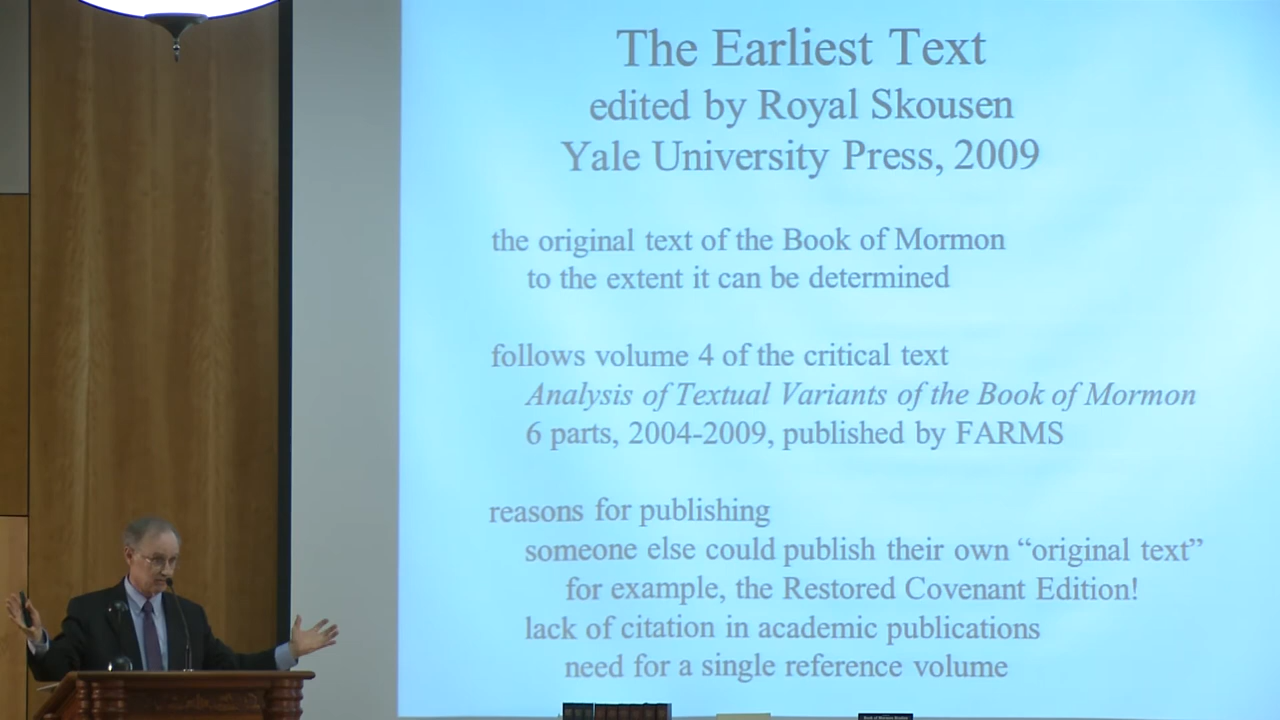 The Earliest Text
edited by Royal Skousen
Yale University Press, 2009
the original text of the Book of Mormon
to the extent it can be determined
follows volume 4 of the critical text
Analysis of Textual Variants of the Book of Mormon
6 parts, 2004-2009, published by FARMS
reasons for publishing
someone else could publish their own “original text”
for example, the Restored Covenant Edition!
lack of citation in academic publications
need for a single reference volume